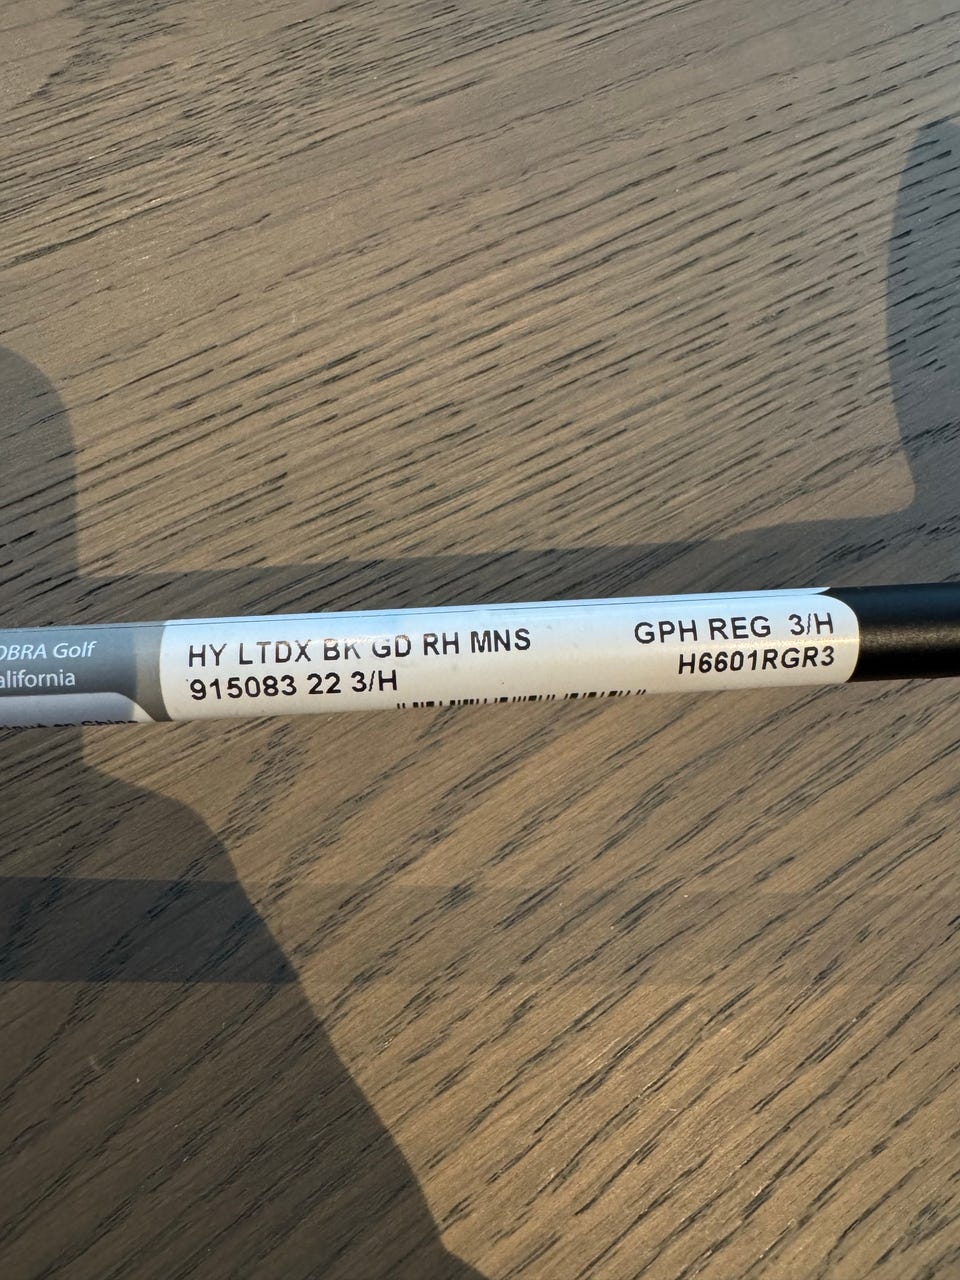 OBRA Golf
alifornia
HY LTDX BK GD RH MNS
915083 22 3/H
GPH REG 3/H
H6601RGR3